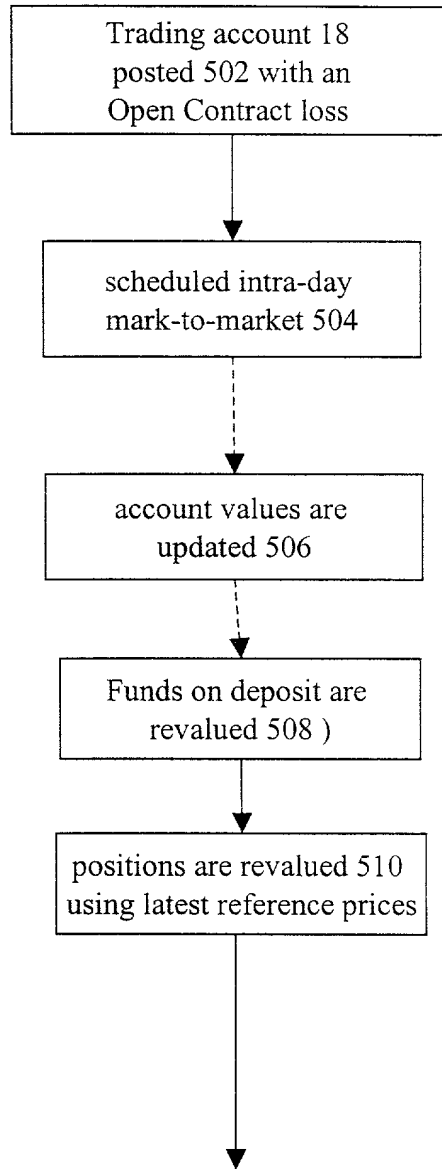 Trading account 18
posted 502 with an
Open Contract loss
scheduled intra-day
mark-to-market 504
account values are
updated 506
Funds on deposit are
revalued 508 )
positions are revalued 510
using latest reference prices